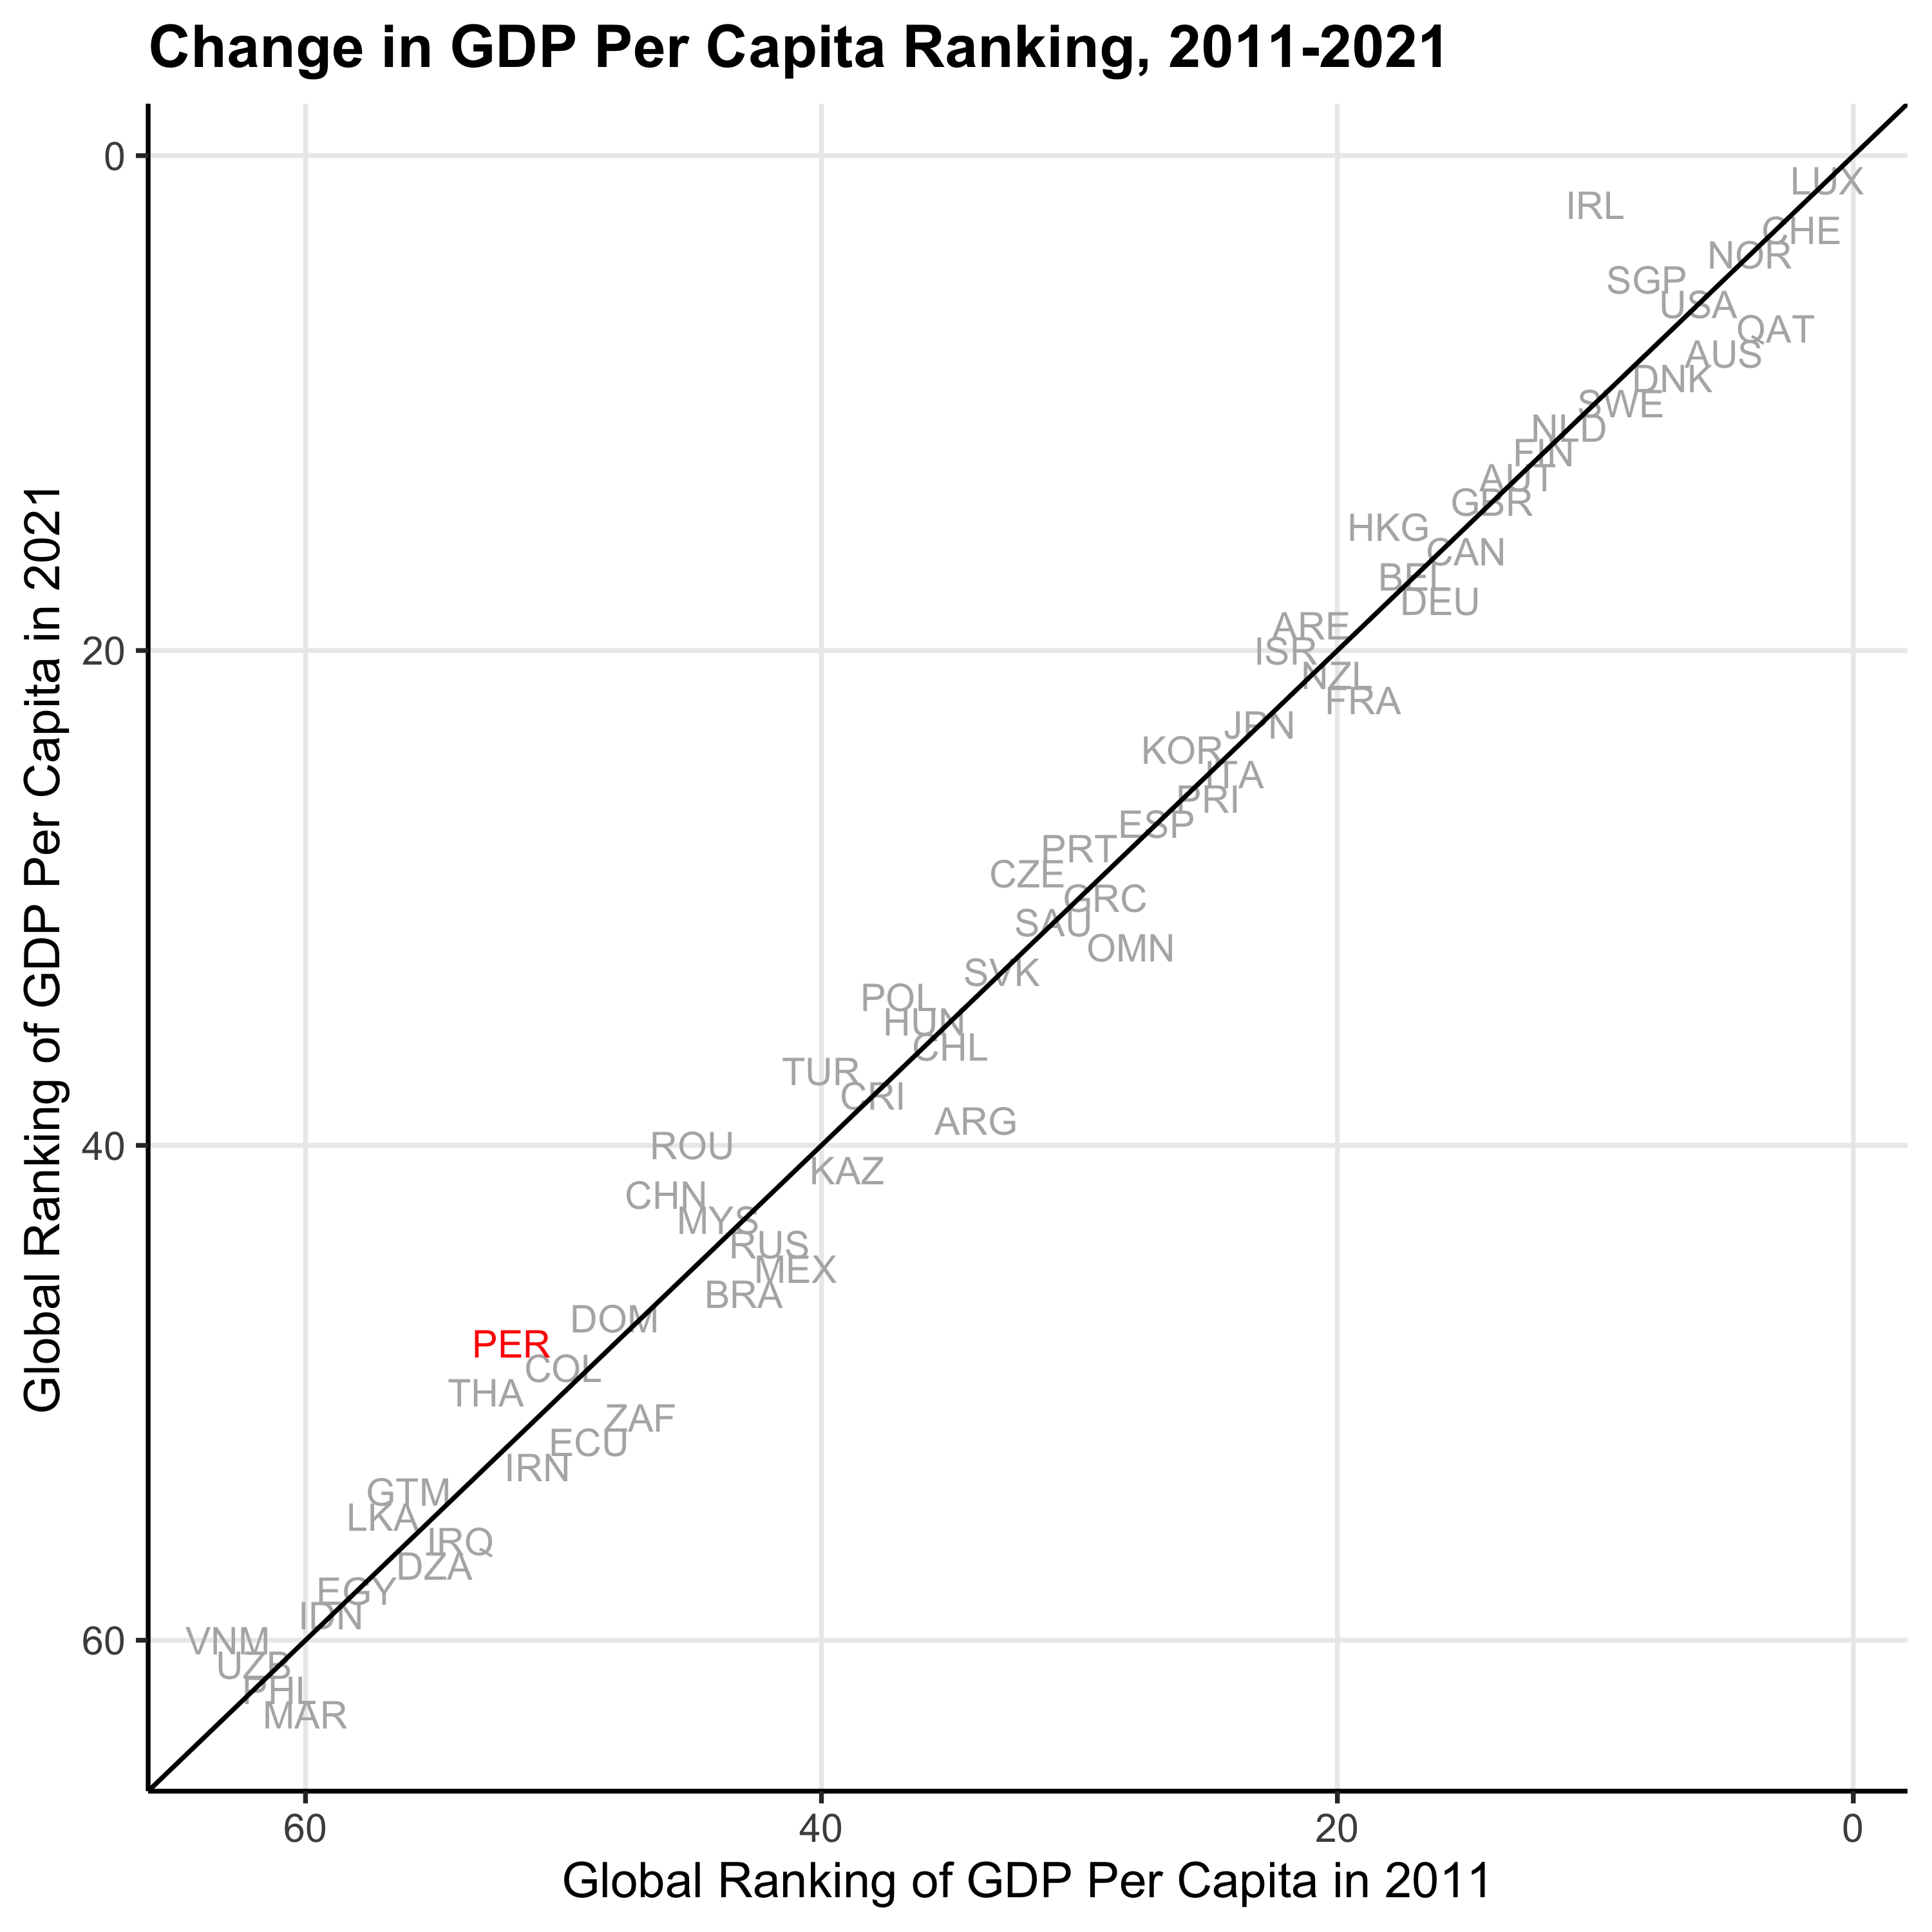 Change in GDP Per Capita Ranking, 2011-2021
Global Ranking of GDP Per Capita in 2021
0
20
40
60
LUX
IRL
CHE
NOR
SGP
USA
QAT
AUS
DNK
SWE
NLD
FIN
AUT
GBR
HKG
CAN
BEL
DEU
ARE
ISR
NZL
FRA
JPN
KOR
ITA
PRI
ESP
PRT
CZE
GRC
SAU
OMN
SVK
POL
HUN
CHL
TUR
CRI
ARG
ROU
KAZ
CHN
MYS
RUS
MEX
BRA
DOM
PER
COL
THA
ZAF
ECU
IRN
GTM
LKA
IRQ
DZA
EGY
IDN
VNM
UZB
PHL
MAR
60 40 20 0
Global Ranking of GDP Per Capita in 2011